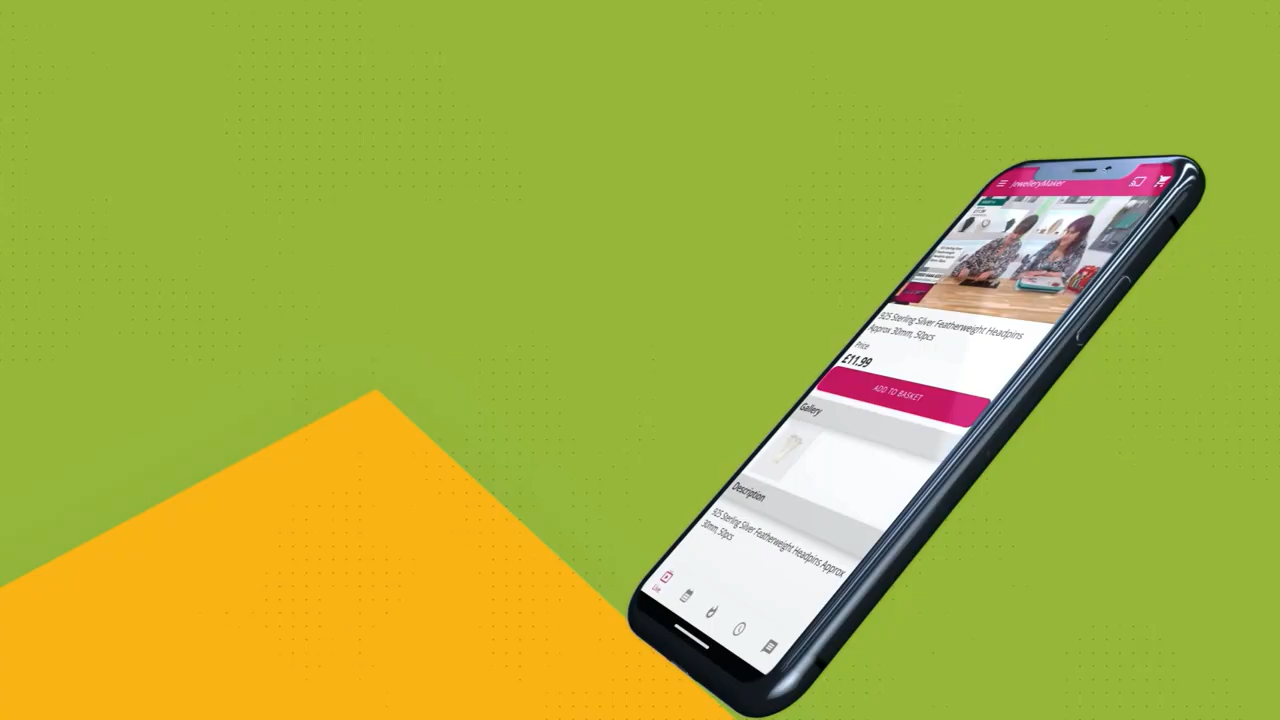 JewelleryMaker
925 Sterling Silver Featherweight Headpins
Approx 30mm, 50pcs
Price
£11.99
ADD TO BASKET
Gallery
Description
925 Sterling Silver Featherweight Headpins Approx
30mm, 50pcs
Live